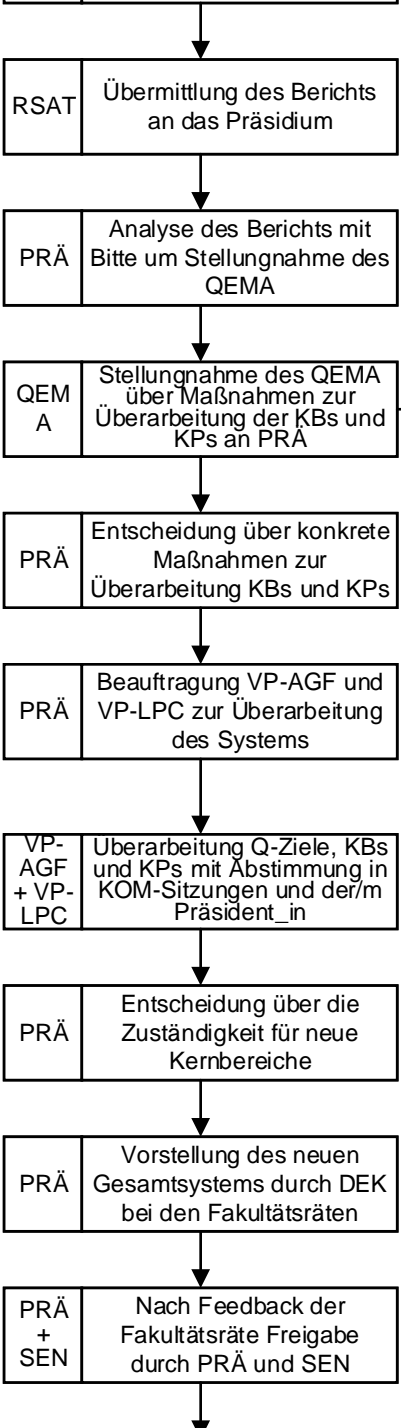 RSAT
Übermittlung des Berichts
an das Präsidium
PRÄ
Analyse des Berichts mit
Bitte um Stellungnahme des
QEMA
QEM
A
Stellungnahme des QEMA
über Maßnahmen zur
Überarbeitung der KBs und
KPs an PRÄ
PRÄ
Entscheidung über konkrete
Maßnahmen zur
Überarbeitung KBs und KPs
PRÄ
Beauftragung VP-AGF und
VP-LPC zur Überarbeitung
des Systems
VP-
AGF
+ VP-
LPC
Überarbeitung Q-Ziele, KBs
und KPs mit Abstimmung in
KOM-Sitzungen und der/m
Präsident_in
PRÄ
Entscheidung über die
Zuständigkeit für neue
Kernbereiche
PRÄ
Vorstellung des neuen
Gesamtsystems durch DEK
bei den Fakultätsräten
PRÄ
+
SEN
Nach Feedback der
Fakultätsräte Freigabe
durch PRÄ und SEN